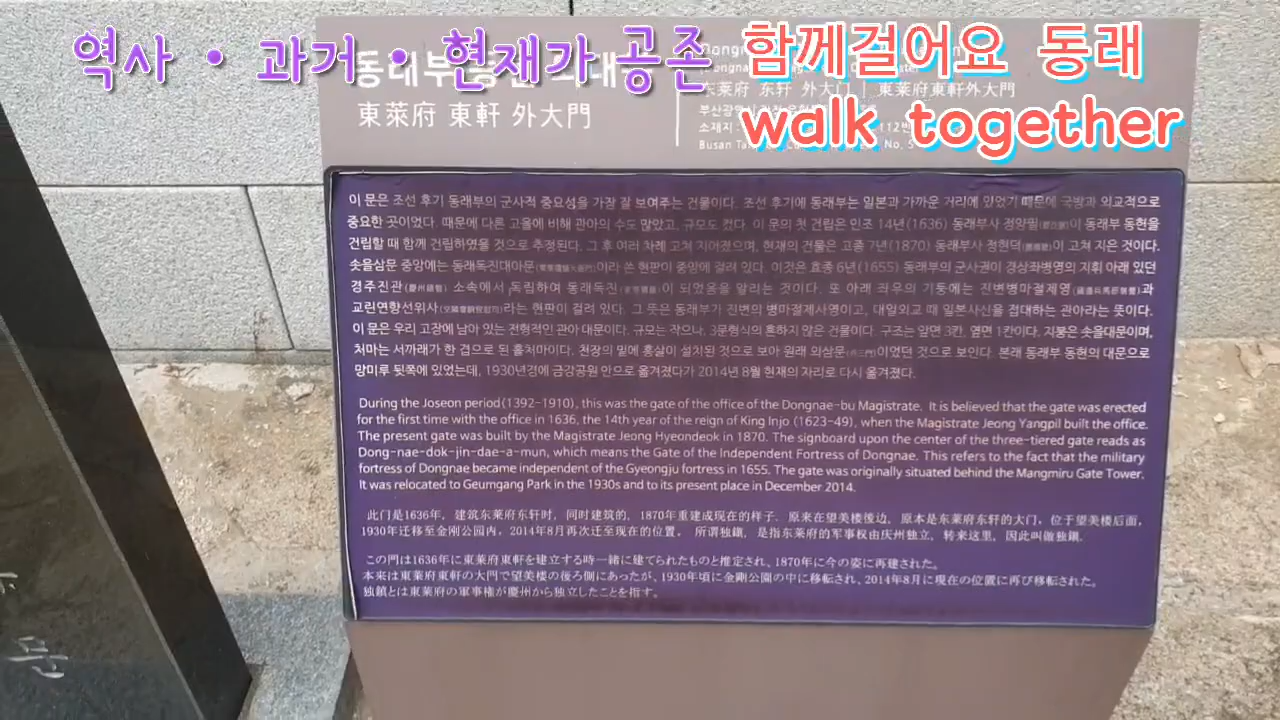 역사 · 과거 · 현재가 공존 함께걸어요 동래
walk together
東萊府 東軒 外大門
东莱府 东轩 外大门 | 東萊府東軒外大門
소재지 :
이 문은 조선 후기 동래부의 군사적 중요성을 가장 잘 보여주는 건물이다. 조선 후기에 동래부는 일본과 가까운 거리에 있었기 때문에 국방과 외교적으로
중요한 곳이었다. 때문에 다른 고을에 비해 관아의 수도 많았고, 규모도 컸다. 이 문의 첫 건립은 인조 14년(1636) 동래부사 정양필이 동래부 동헌을
건립할 때 함께 건립하였을 것으로 추정된다. 그 후 여러 차례 고쳐 지어졌으며, 현재의 건물은 고종 7년(1870) 동래부사 정현덕이 고쳐 지은 것이다.
솟을삼문 중앙에는 동래독진대아문이라 쓴 현판이 중앙에 걸려 있다. 이것은 효종 6년(1655) 동래부의 군사권이 경상좌병영의 지휘 아래 있던
경주진관(慶州鎭管) 소속에서 독립하여 동래독진이 되었음을 알리는 것이다. 또 아래 좌우의 기둥에는 진변병마절제영과
교린연향선위사라는 현판이 걸려 있다. 그 뜻은 동래부가 진변의 병마절제사영이고, 대일외교 때 일본사신을 접대하는 관아라는 뜻이다.
이 문은 우리 고장에 남아 있는 전형적인 관아 대문이다. 규모는 작으나, 3문형식의 흔하지 않은 건물이다. 구조는 앞면 3칸, 옆면 1칸이다. 지붕은 솟을대문이며,
처마는 서까래가 한 겹으로 된 홑처마이다. 천장의 밑에 홍살이 설치된 것으로 보아 원래 외삼문(外三門)이었던 것으로 보인다. 본래 동래부 동헌의 대문으로
망미루 뒷쪽에 있었는데, 1930년경에 금강공원 안으로 옮겨졌다가 2014년 8월 현재의 자리로 다시 옮겨졌다.
During the Joseon period(1392-1910), this was the gate of the office of the Dongnae-bu Magistrate. It is believed that the gate was erected
for the first time with the office in 1636, the 14th year of the reign of King Injo (1623-49), when the Magistrate Jeong Yangpil built the office.
The present gate was built by the Magistrate Jeong Hyeondeok in 1870. The signboard upon the center of the three-tiered gate reads as
Dong-nae-dok-jin-dae-a-mun, which means the Gate of the Independent Fortress of Dongnae. This refers to the fact that the military
fortress of Dongnae became independent of the Gyeongju fortress in 1655. The gate was originally situated behind the Mangmiru Gate Tower.
It was relocated to Geumgang Park in the 1930s and to its present place in December 2014.
此门是1636年，建筑东莱府东轩时，同时建筑的，1870年重建成现在的样子．原来在望美楼後边，原本是东莱府东轩的大门，位于望美楼后面，
1930年迁移至金刚公园内，2014年8月再次迁至现在的位置。 所谓独鎭，是指东莱府的军事权由庆州独立，转来这里，因此叫做独鎭.
この門は1636年に東萊府東軒を建立する時一緒に建てられたものと推定され、1870年に今の姿に再建された。
本来は東萊府東軒の大門で望美楼の後ろ側にあったが、1930年頃に金剛公園の中に移転され、2014年8月に現在の位置に再び移転された。
独鎮とは東萊府の軍事権が慶州から独立したことを指す。